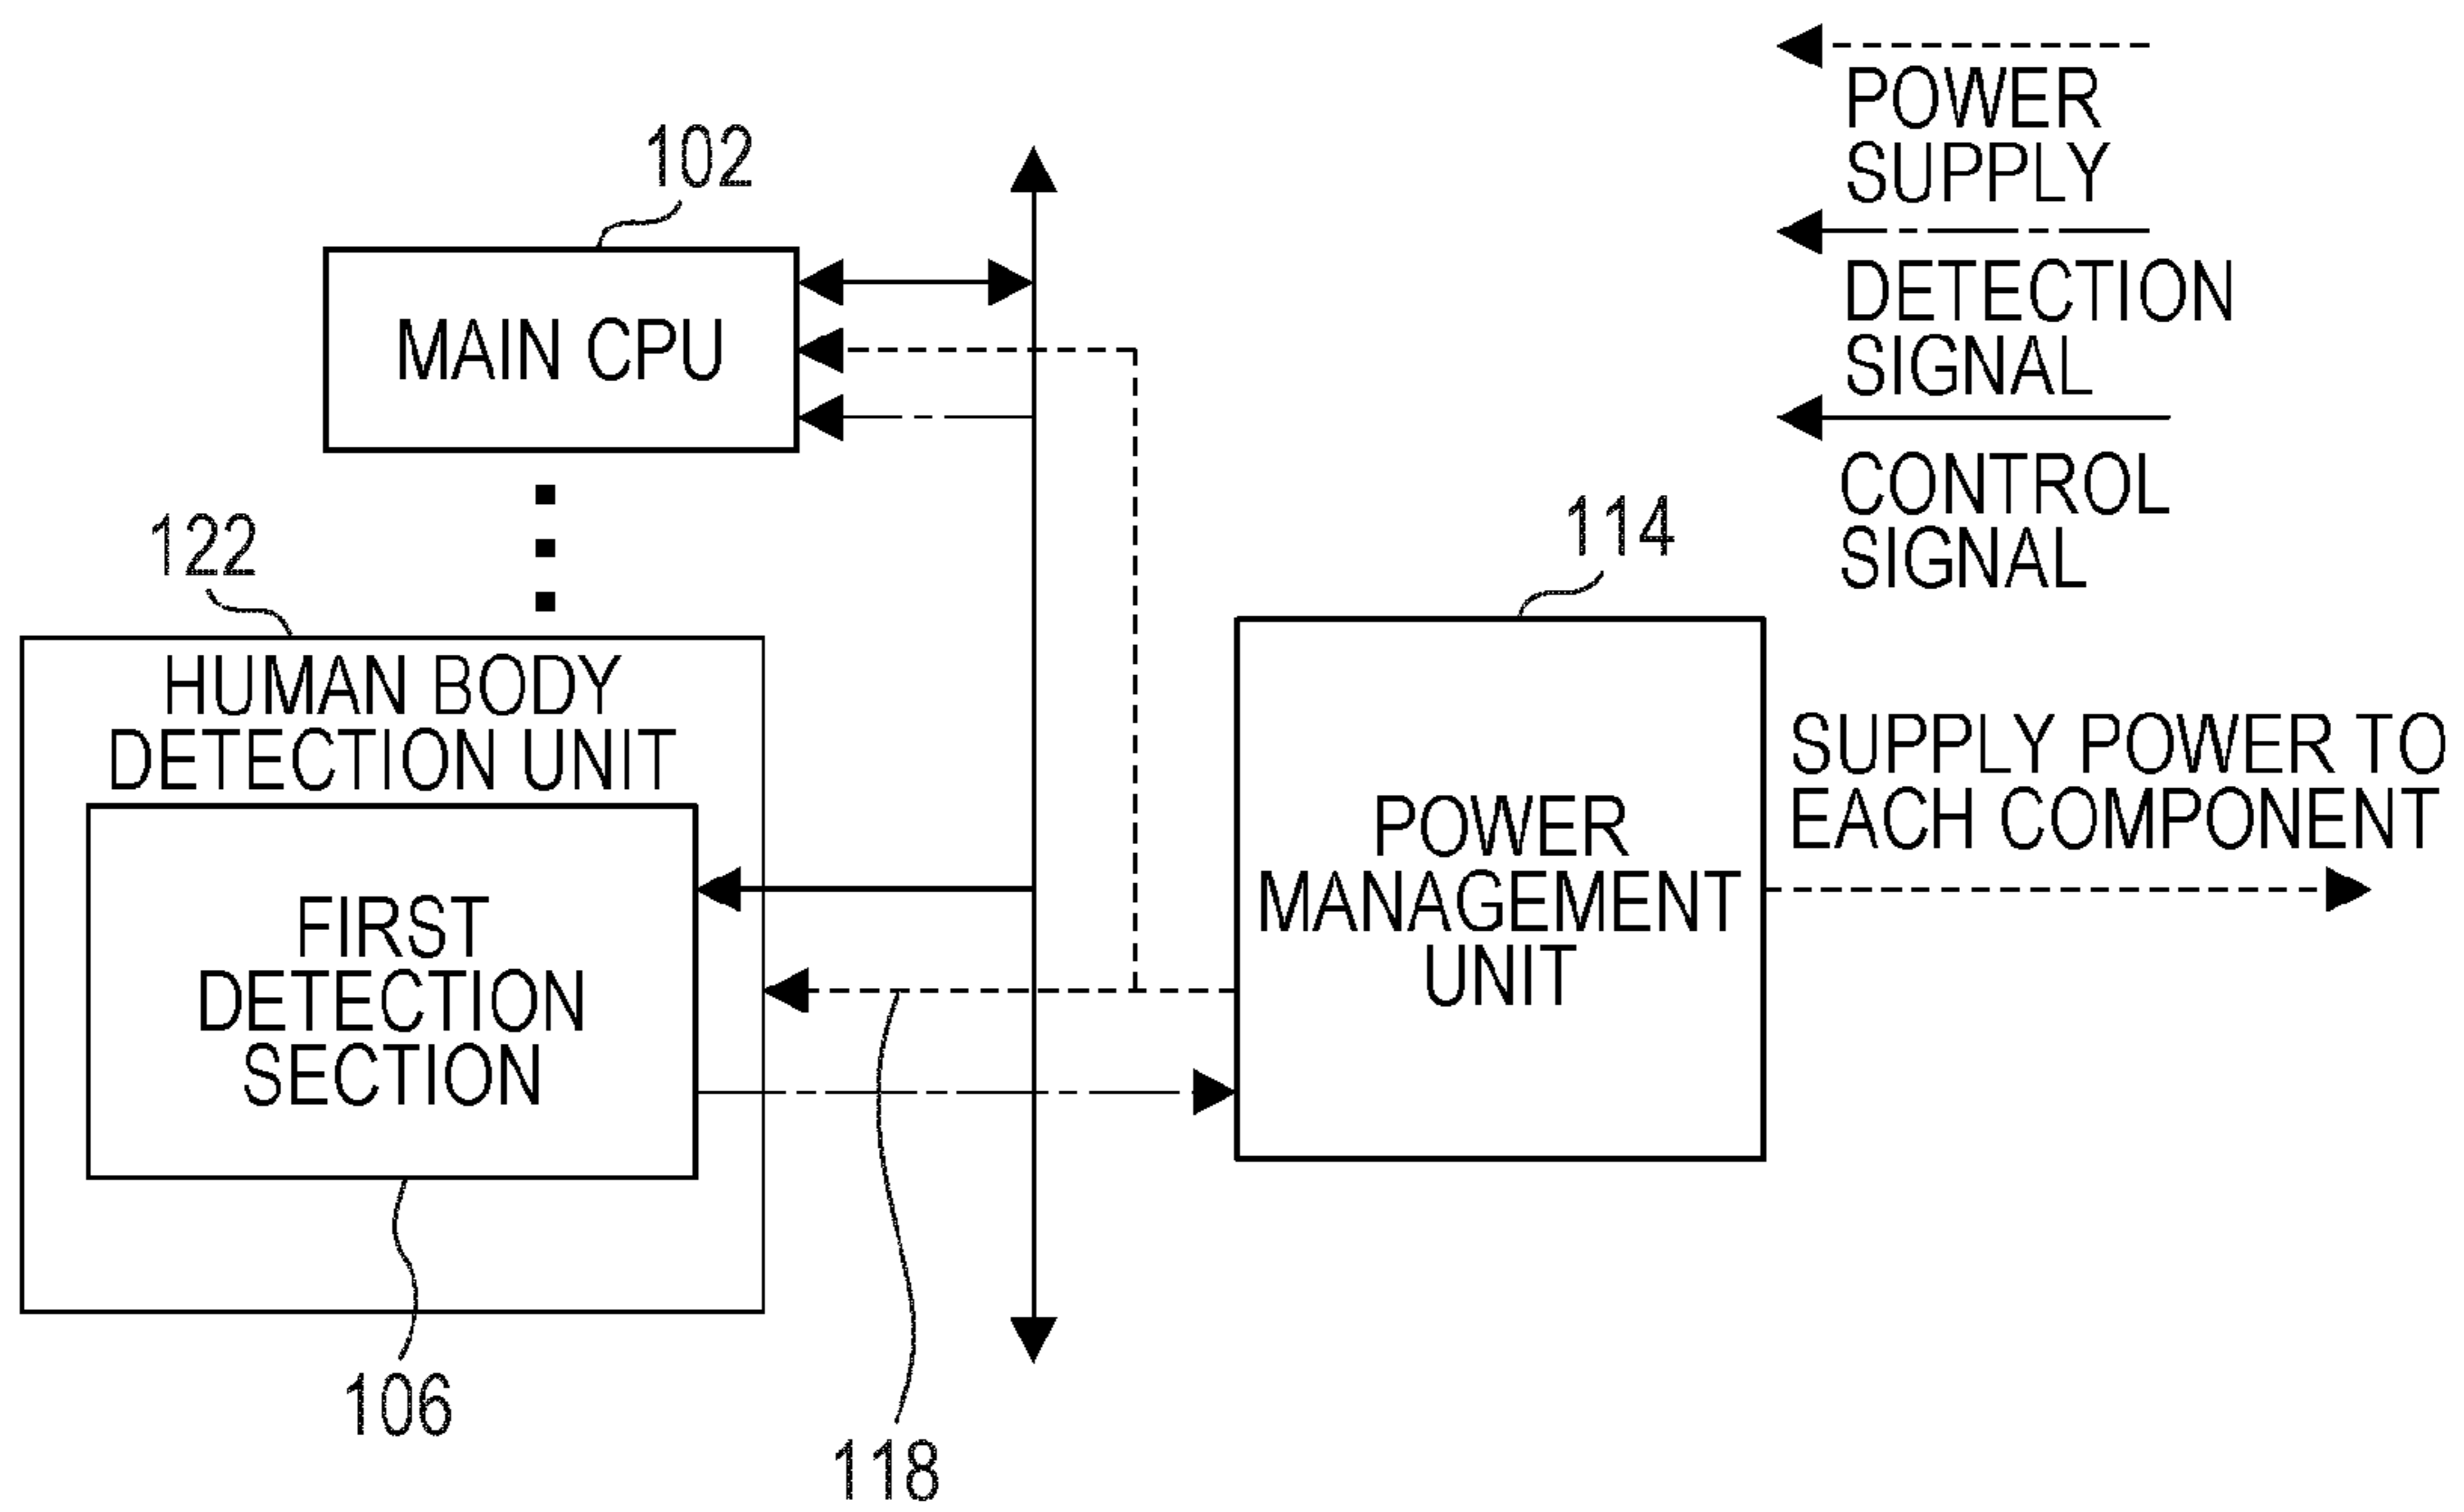 POWER
SUPPLY
DETECTION
SIGNAL
CONTROL
SIGNAL
102
MAIN CPU
122
HUMAN BODY
DETECTION UNIT
FIRST
DETECTION
SECTION
106
118
114
POWER
MANAGEMENT
UNIT
SUPPLY POWER TO
EACH COMPONENT